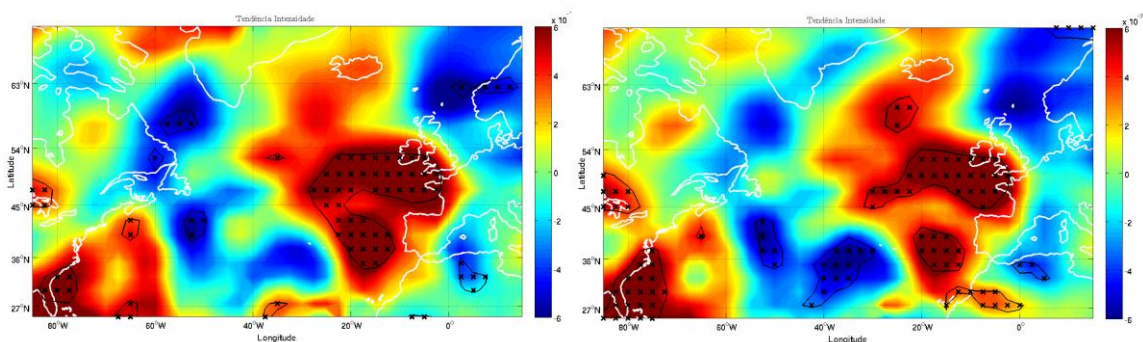 Tendência Intensidade
x 10⁻
6
4
2
0
-2
-4
-6
63°N
54°N
45°N
36°N
27°N
Latitude
80°W
60°W
40°W
20°W
0°
Longitude
Tendência Intensidade
x 10⁻
6
4
2
0
-2
-4
-6
63°N
54°N
45°N
36°N
27°N
Latitude
80°W
60°W
40°W
20°W
0°
Longitude